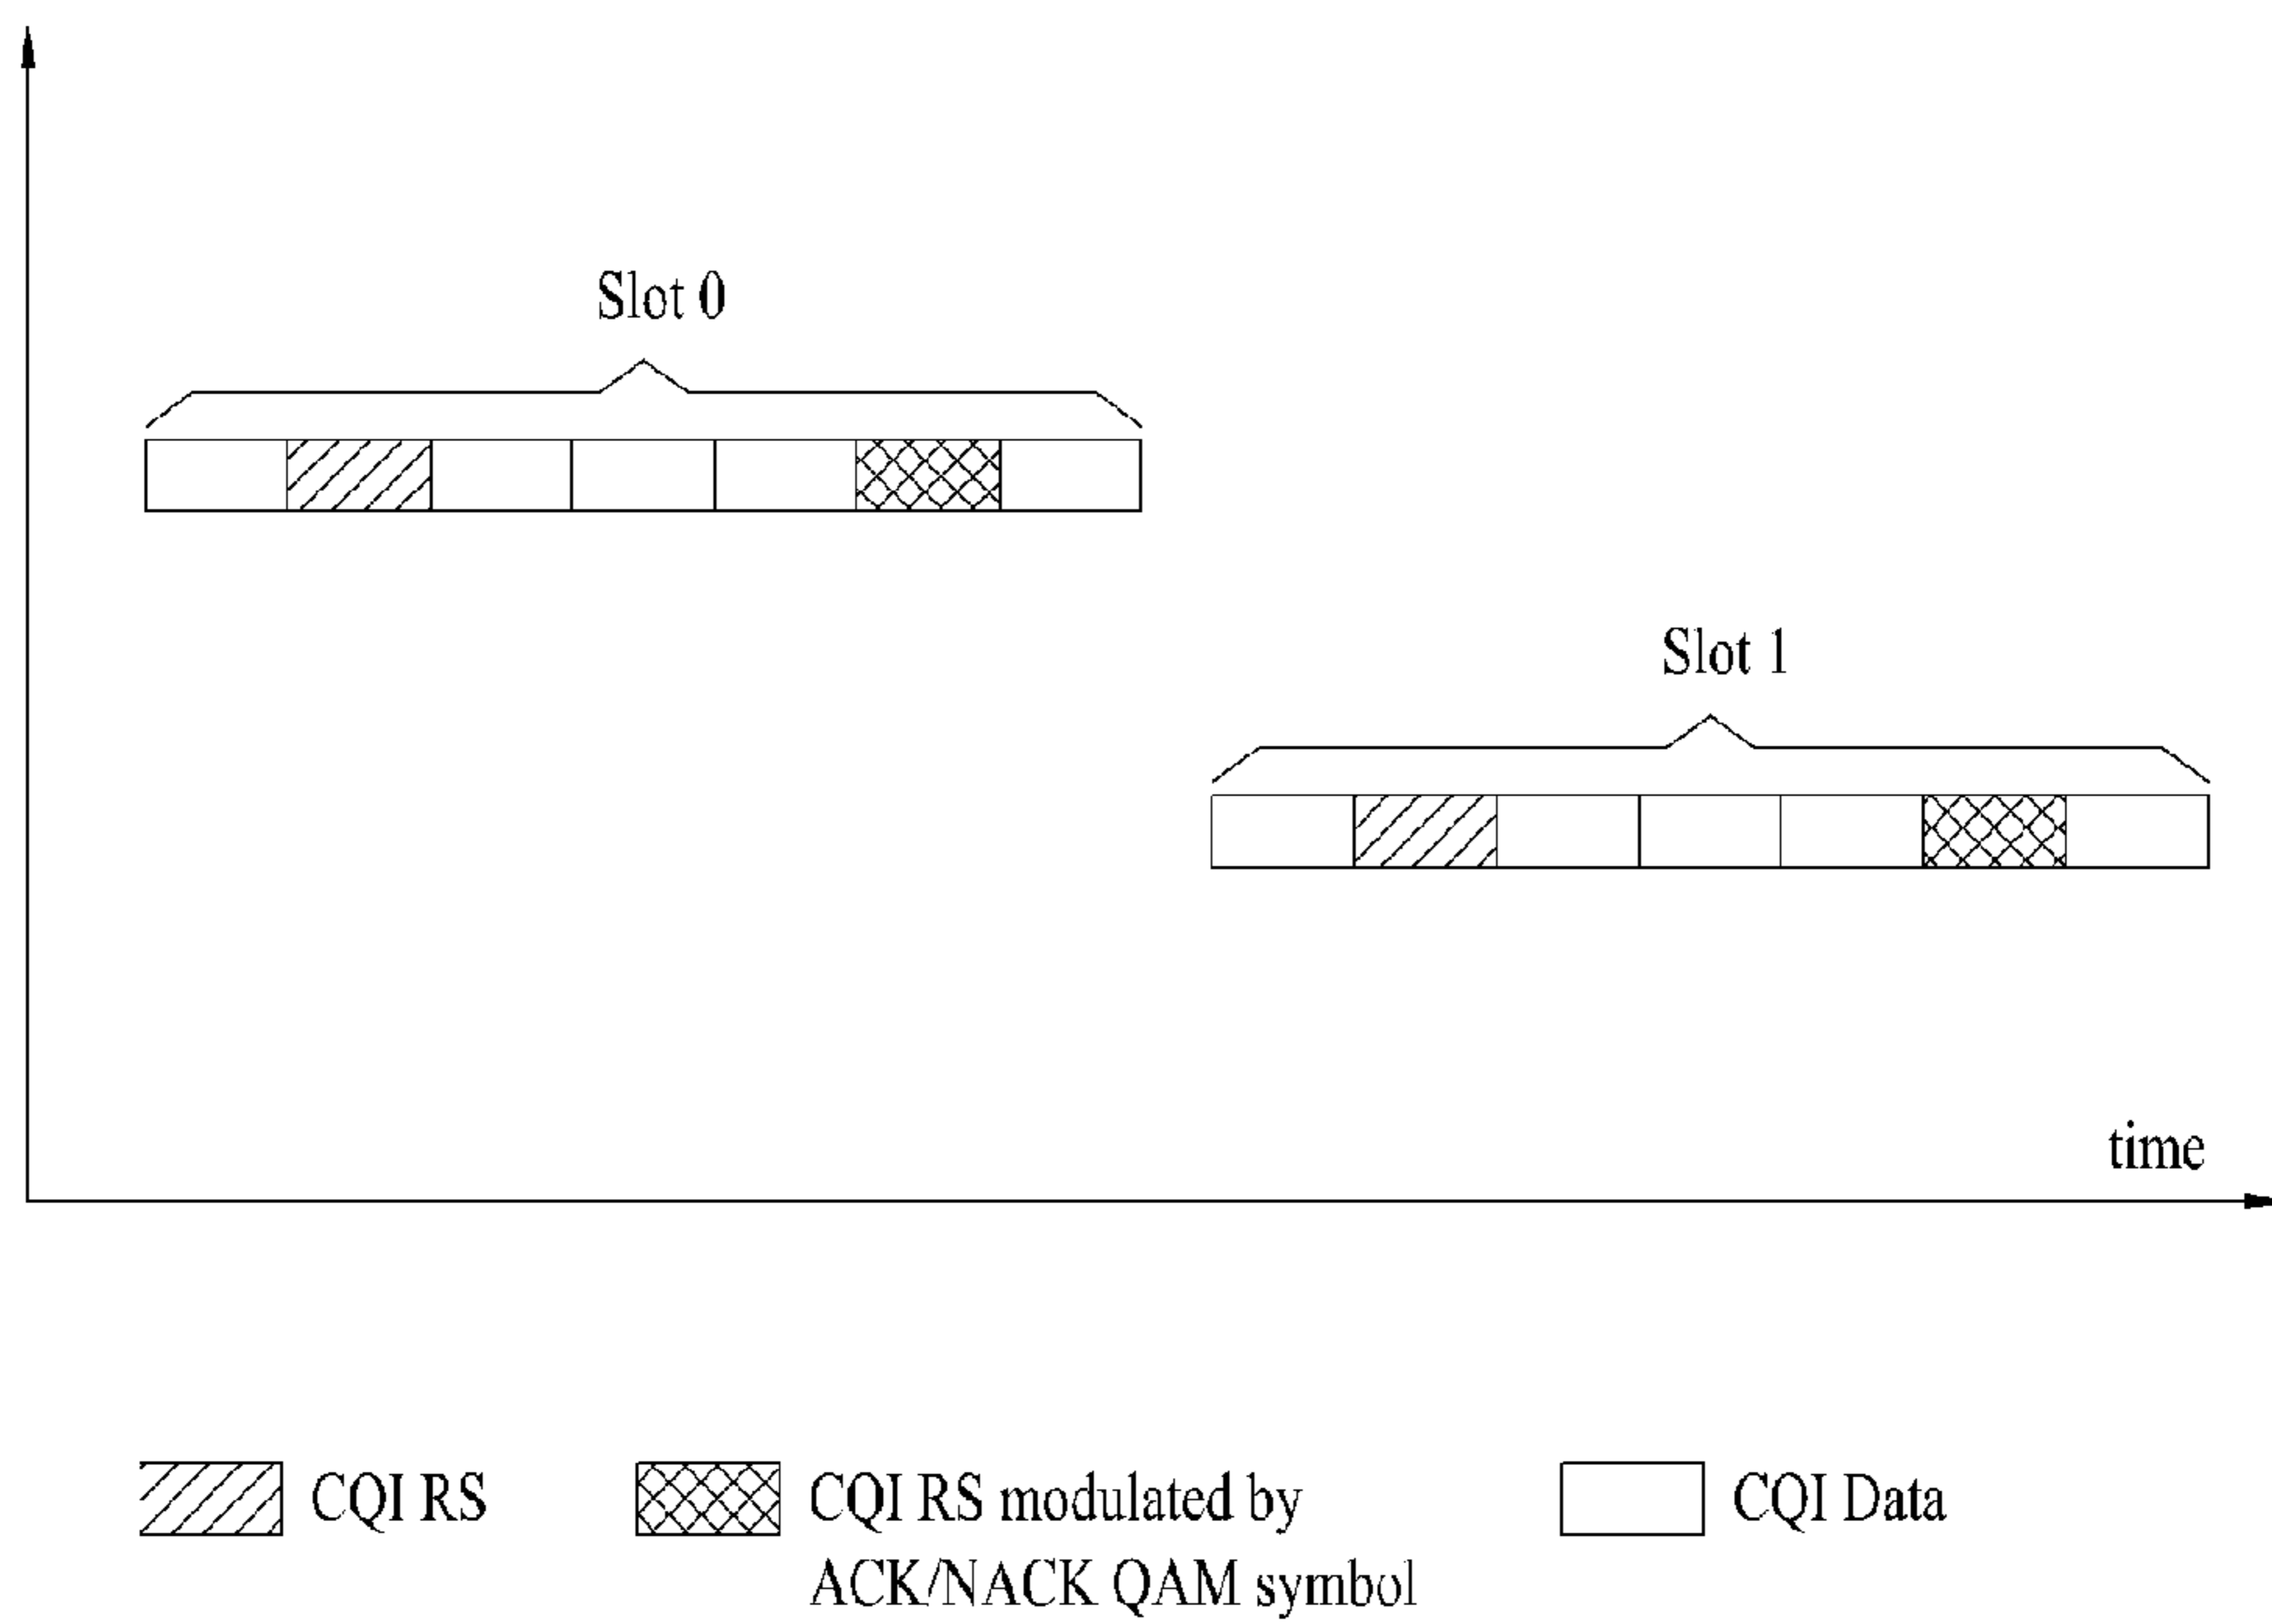 Slot 0
Slot 1
time
CQI RS
CQI RS modulated by
ACK/NACK QAM symbol
CQI Data